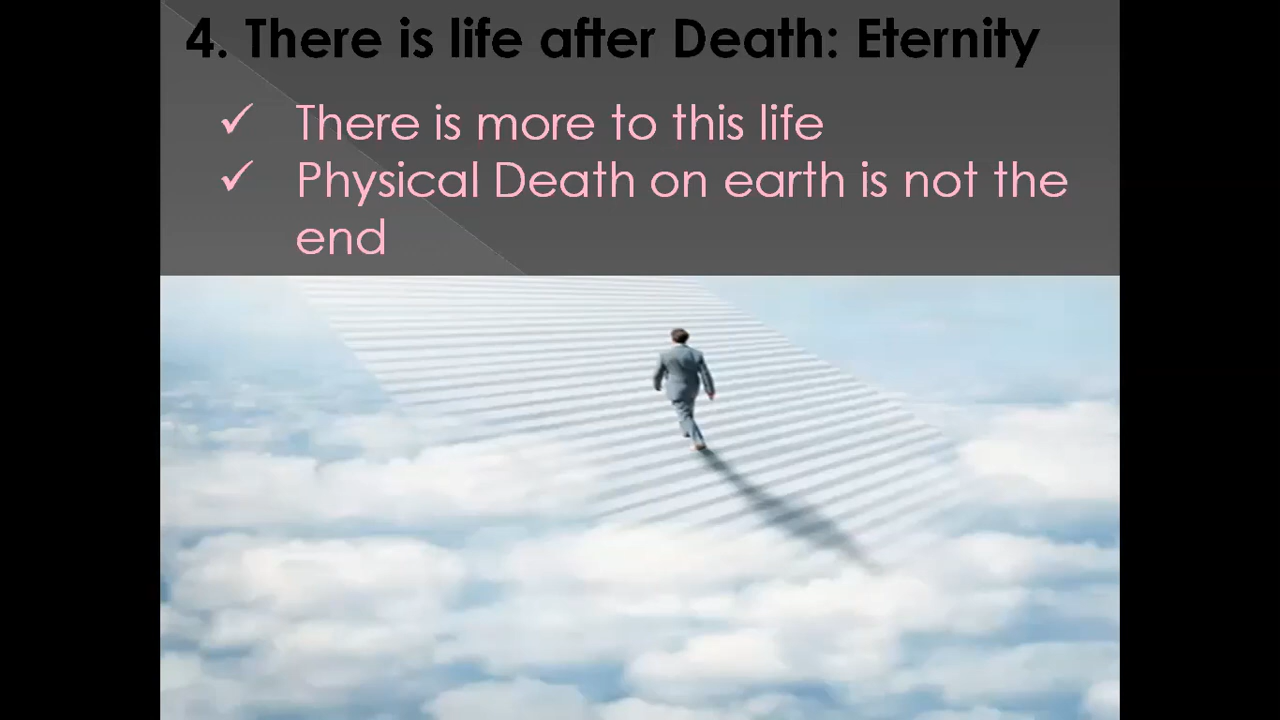 4. There is life after Death: Eternity
✓ There is more to this life
✓ Physical Death on earth is not the
end